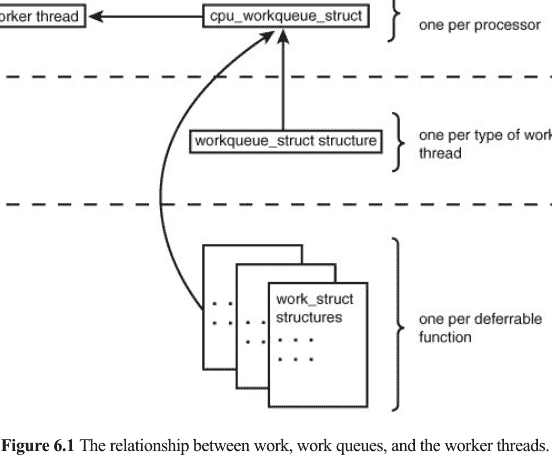 orker thread
cpu_workqueue_struct
one per processor
workqueue_struct structure
one per type of work
thread
work_struct
structures
one per deferrable
function
Figure 6.1 The relationship between work, work queues, and the worker threads.